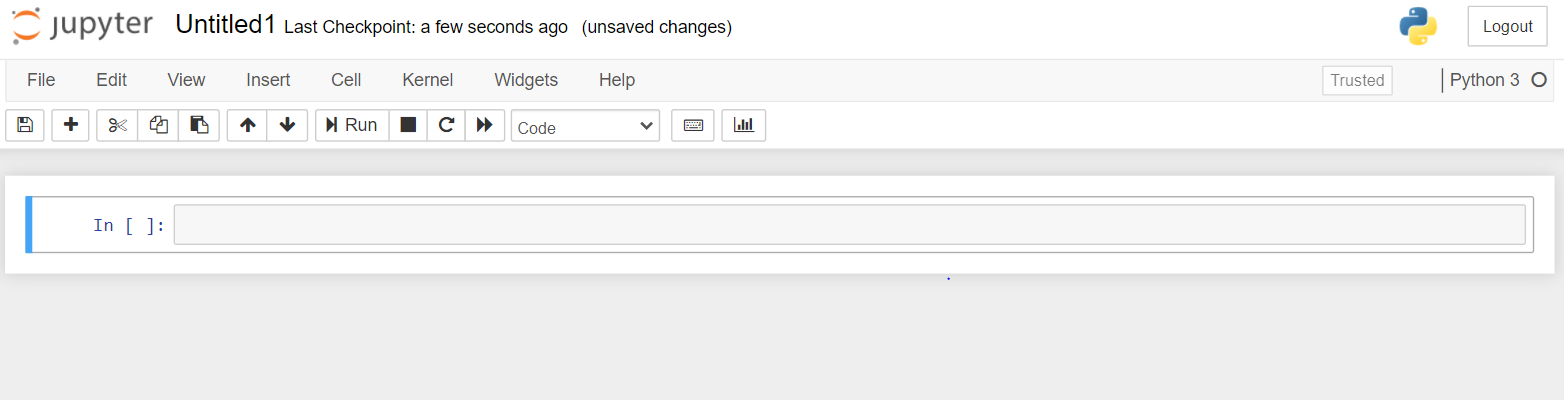 jupyter Untitled1 Last Checkpoint: a few seconds ago (unsaved changes) Logout
File Edit View Insert Cell Kernel Widgets Help Trusted Python 3
Run Code
In [ ]: